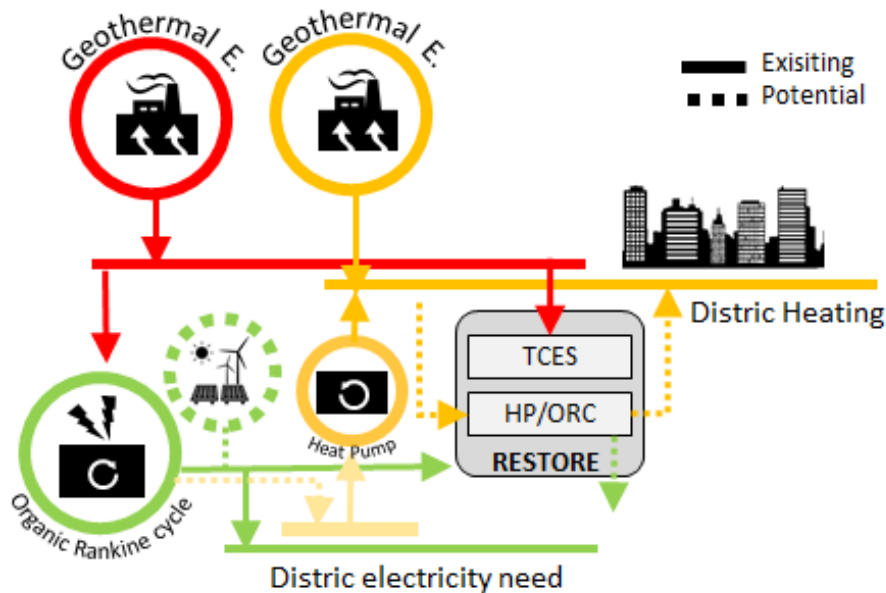 Geothermal E.
Geothermal E.
Exisiting
Potential
Distric Heating
TCES
HP/ORC
RESTORE
Heat Pump
Organic Rankine cycle
Distric electricity need